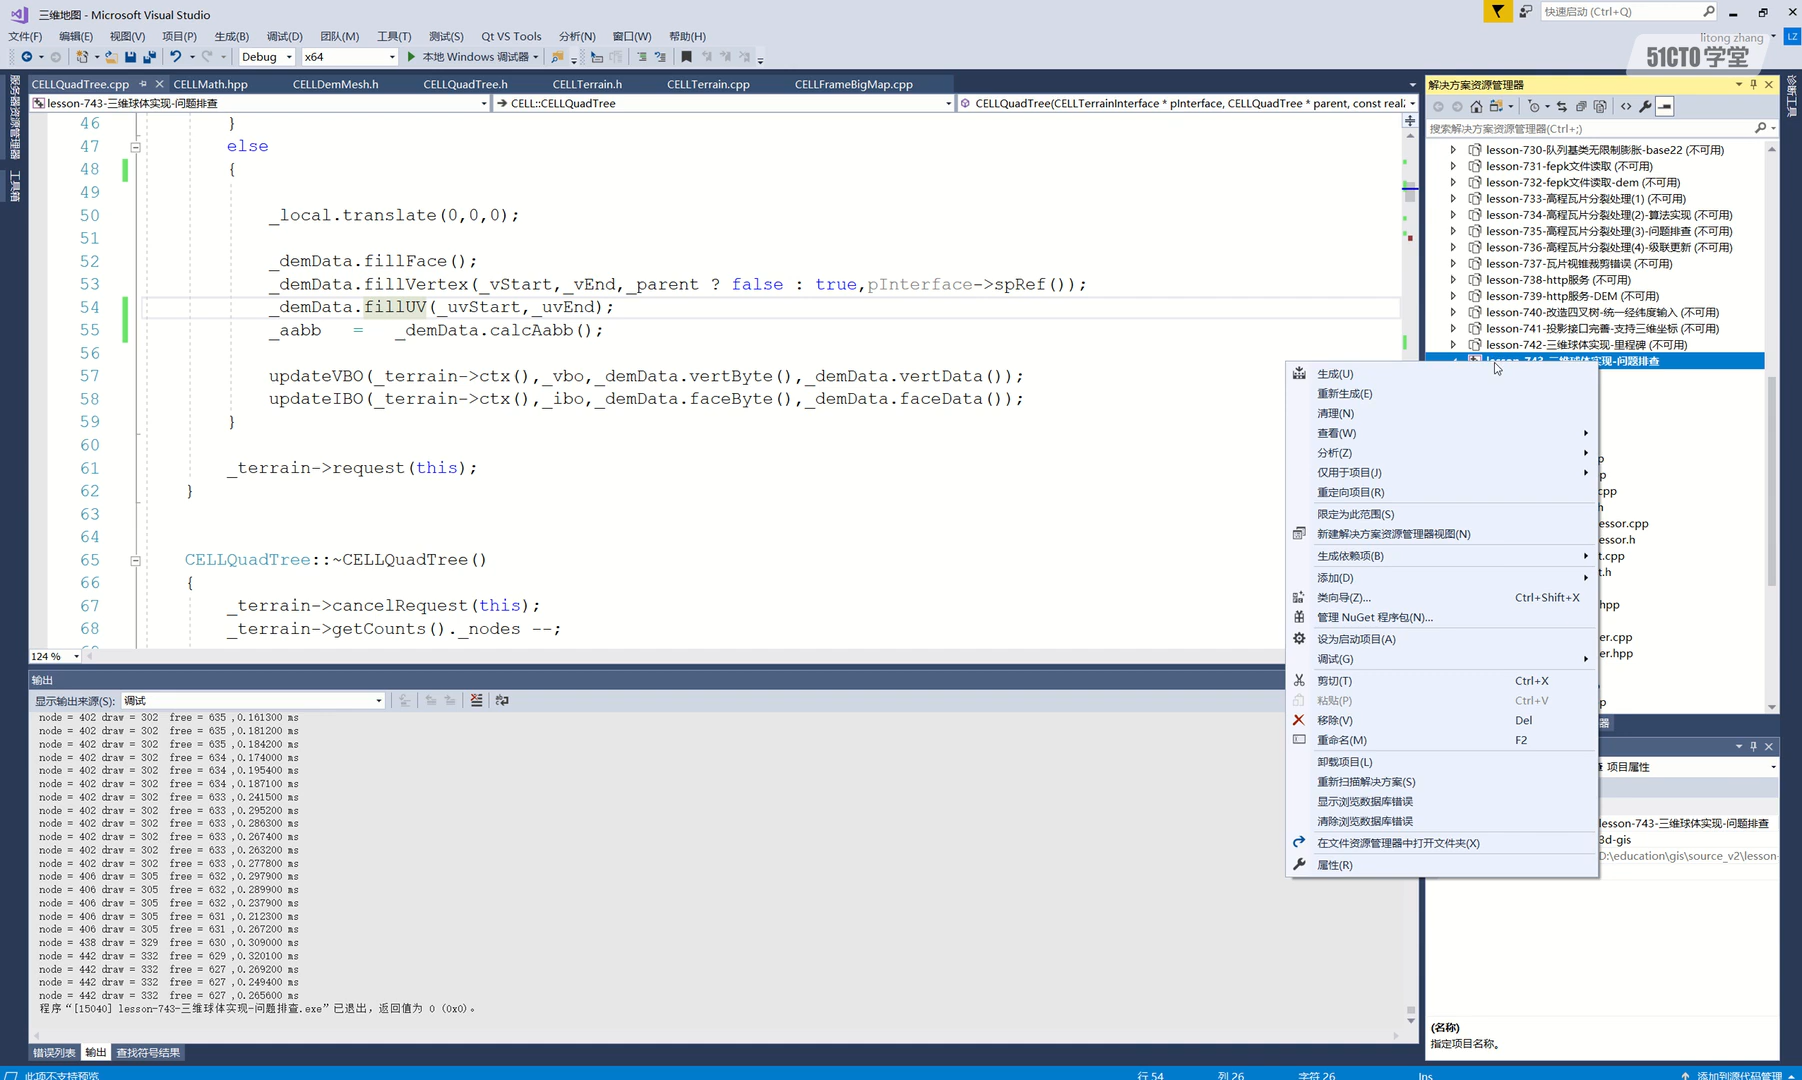 三维地图 - Microsoft Visual Studio
快速启动 (Ctrl+Q)
文件(F) 编辑(E) 视图(V) 项目(P) 生成(B) 调试(D) 团队(M) 工具(T) 测试(S) Qt VS Tools 分析(N) 窗口(W) 帮助(H)
litong zhang
LZ
51CTO学堂
Debug x64 本地 Windows 调试器
服务器资源管理器
工具箱
诊断工具
CELLQuadTree.cpp CELLMath.hpp CELLDemMesh.h CELLQuadTree.h CELLTerrain.h CELLTerrain.cpp CELLFrameBigMap.cpp
lesson-743-三维球体实现-问题排查 CELL::CELLQuadTree CELLQuadTree(CELLTerrainInterface * pInterface, CELLQuadTree * parent, const real
46 }
47 else
48 {
49
50 _local.translate(0,0,0);
51
52 _demData.fillFace();
53 _demData.fillVertex(_vStart,_vEnd,_parent ? false : true,pInterface->spRef());
54 _demData.fillUV(_uvStart,_uvEnd);
55 _aabb = _demData.calcAabb();
56
57 updateVBO(_terrain->ctx(),_vbo,_demData.vertByte(),_demData.vertData());
58 updateIBO(_terrain->ctx(),_ibo,_demData.faceByte(),_demData.faceData());
59 }
60
61 _terrain->request(this);
62 }
63
64
65 CELLQuadTree::~CELLQuadTree()
66 {
67 _terrain->cancelRequest(this);
68 _terrain->getCounts()._nodes --;
124 %
输出
显示输出来源(S): 调试
node = 402 draw = 302 free = 635 ,0.161300 ms
node = 402 draw = 302 free = 635 ,0.181200 ms
node = 402 draw = 302 free = 635 ,0.184200 ms
node = 402 draw = 302 free = 634 ,0.174000 ms
node = 402 draw = 302 free = 634 ,0.195400 ms
node = 402 draw = 302 free = 634 ,0.187100 ms
node = 402 draw = 302 free = 633 ,0.241500 ms
node = 402 draw = 302 free = 633 ,0.295200 ms
node = 402 draw = 302 free = 633 ,0.286300 ms
node = 402 draw = 302 free = 633 ,0.267400 ms
node = 402 draw = 302 free = 633 ,0.263200 ms
node = 402 draw = 302 free = 633 ,0.277800 ms
node = 406 draw = 305 free = 632 ,0.297900 ms
node = 406 draw = 305 free = 632 ,0.289900 ms
node = 406 draw = 305 free = 632 ,0.237900 ms
node = 406 draw = 305 free = 631 ,0.212300 ms
node = 406 draw = 305 free = 631 ,0.267200 ms
node = 438 draw = 329 free = 630 ,0.309000 ms
node = 442 draw = 332 free = 629 ,0.320100 ms
node = 442 draw = 332 free = 627 ,0.269200 ms
node = 442 draw = 332 free = 627 ,0.249400 ms
node = 442 draw = 332 free = 627 ,0.265600 ms
程序“[15040] lesson-743-三维球体实现-问题排查.exe”已退出，返回值为 0 (0x0)。
错误列表 输出 查找符号结果
解决方案资源管理器
搜索解决方案资源管理器(Ctrl+;)
lesson-730-队列基类无限制膨胀-base22 (不可用)
lesson-731-fepk文件读取 (不可用)
lesson-732-fepk文件读取-dem (不可用)
lesson-733-高程瓦片分裂处理(1) (不可用)
lesson-734-高程瓦片分裂处理(2)-算法实现 (不可用)
lesson-735-高程瓦片分裂处理(3)-问题排查 (不可用)
lesson-736-高程瓦片分裂处理(4)-级联更新 (不可用)
lesson-737-瓦片视锥裁剪错误 (不可用)
lesson-738-http服务 (不可用)
lesson-739-http服务-DEM (不可用)
lesson-740-改造四叉树-统一经纬度输入 (不可用)
lesson-741-投影接口完善-支持三维坐标 (不可用)
lesson-742-三维球体实现-里程碑 (不可用)
lesson-743-三维球体实现-问题排查
生成(U)
重新生成(E)
清理(N)
查看(W)
分析(Z)
仅用于项目(J)
重定向项目(R)
限定为此范围(S)
新建解决方案资源管理器视图(N)
生成依赖项(B)
添加(D)
类向导(Z)... Ctrl+Shift+X
管理 NuGet 程序包(N)...
设为启动项目(A)
调试(G)
剪切(T) Ctrl+X
粘贴(P) Ctrl+V
移除(V) Del
重命名(M) F2
卸载项目(L)
重新扫描解决方案(S)
显示浏览数据库错误
清除浏览数据库错误
在文件资源管理器中打开文件夹(X)
属性(R)
p
p
cpp
h
essor.cpp
essor.h
t.cpp
t.h
hpp
er.cpp
er.hpp
p
器
项目属性
lesson-743-三维球体实现-问题排查
3d-gis
D:\education\gis\source_v2\lesson-
(名称)
指定项目名称。
此项不支持预览 行 54 列 26 字符 26 Ins 添加到源代码管理